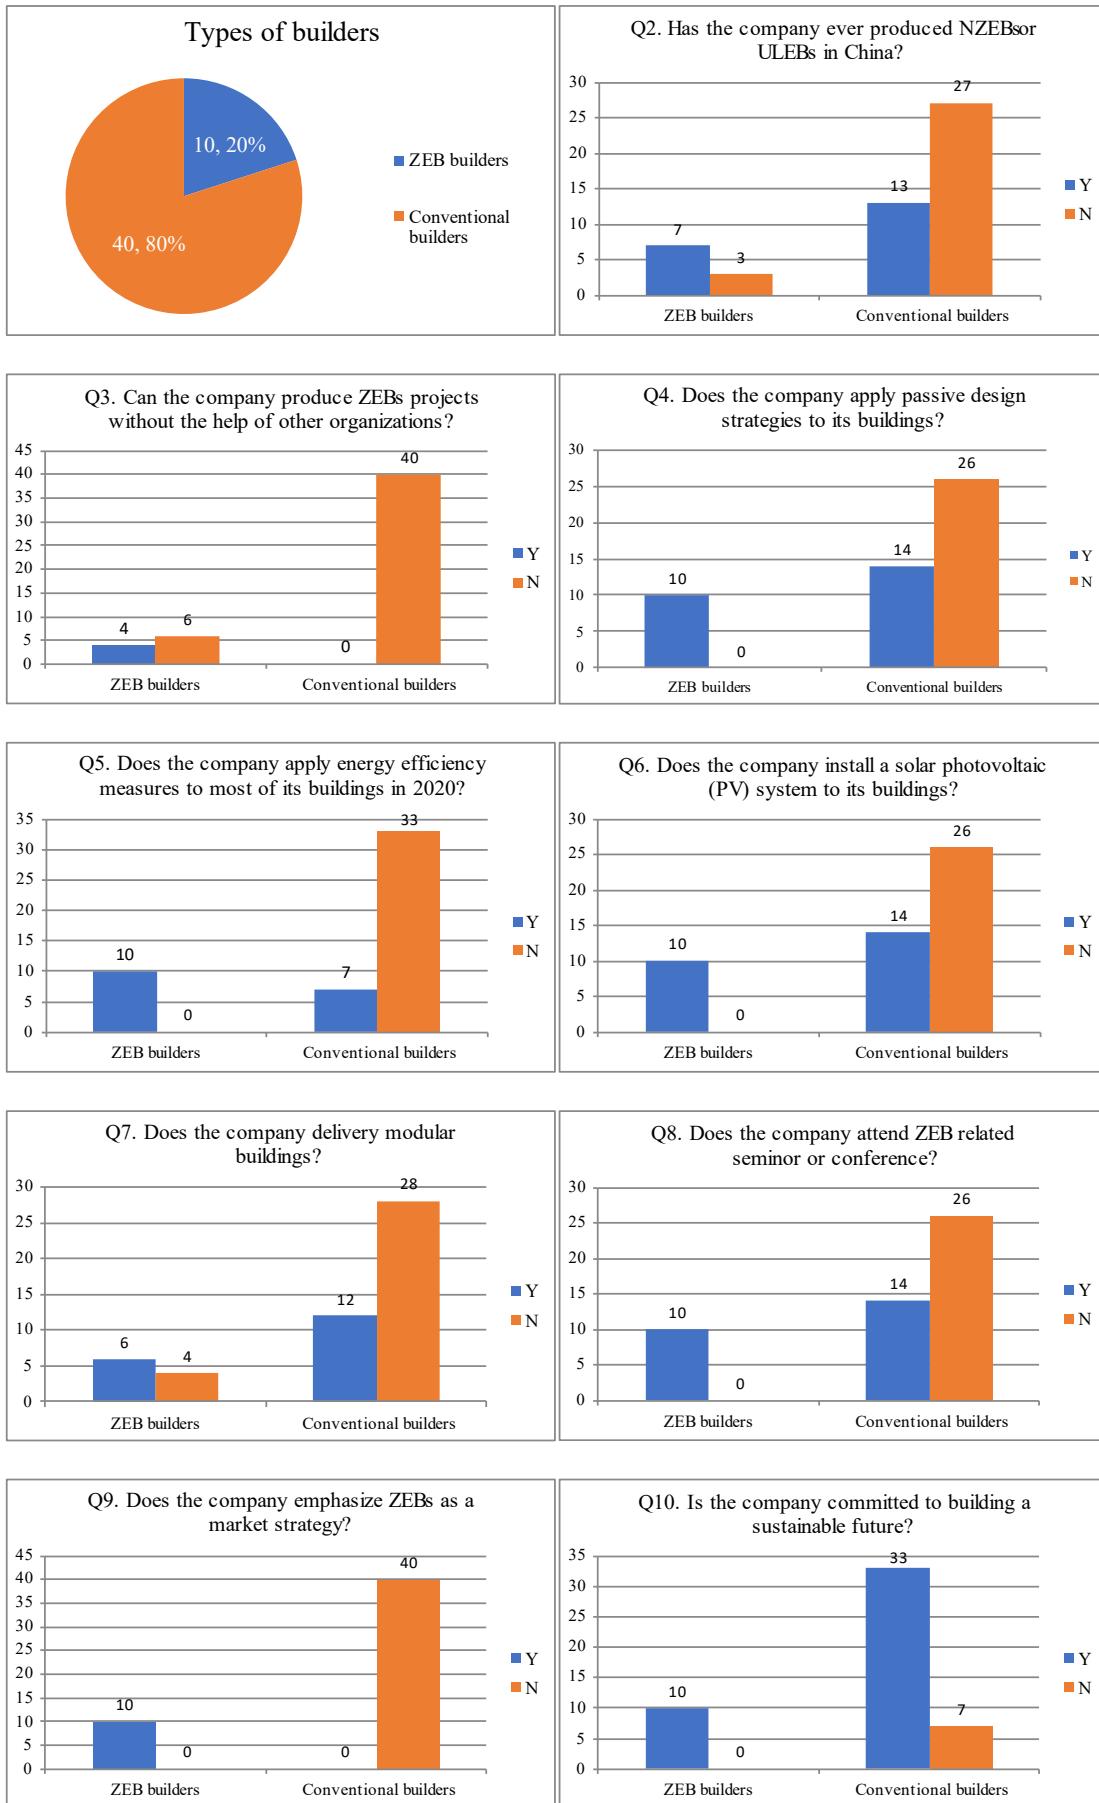 Types of builders
10, 20%
40, 80%
ZEB builders
Conventional
builders
Q2. Has the company ever produced NZEBsor
ULEBs in China?
30
25
20
15
10
5
0
7
3
13
27
ZEB builders
Conventional builders
Y
N
Q3. Can the company produce ZEBs projects
without the help of other organizations?
45
40
35
30
25
20
15
10
5
0
4
6
0
40
ZEB builders
Conventional builders
Y
N
Q4. Does the company apply passive design
strategies to its buildings?
30
25
20
15
10
5
0
10
0
14
26
ZEB builders
Conventional builders
Y
N
Q5. Does the company apply energy efficiency
measures to most of its buildings in 2020?
35
30
25
20
15
10
5
0
10
0
7
33
ZEB builders
Conventional builders
Y
N
Q6. Does the company install a solar photovoltaic
(PV) system to its buildings?
30
25
20
15
10
5
0
10
0
14
26
ZEB builders
Conventional builders
Y
N
Q7. Does the company delivery modular
buildings?
30
25
20
15
10
5
0
6
4
12
28
ZEB builders
Conventional builders
Y
N
Q8. Does the company attend ZEB related
seminor or conference?
30
25
20
15
10
5
0
10
0
14
26
ZEB builders
Conventional builders
Y
N
Q9. Does the company emphasize ZEBs as a
market strategy?
45
40
35
30
25
20
15
10
5
0
10
0
0
40
ZEB builders
Conventional builders
Y
N
Q10. Is the company committed to building a
sustainable future?
35
30
25
20
15
10
5
0
10
0
33
7
ZEB builders
Conventional builders
Y
N